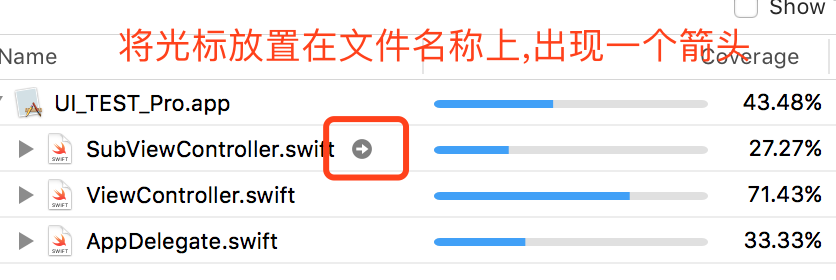 Show
将光标放置在文件名称上,出现一个箭头
Name Coverage
UI_TEST_Pro.app 43.48%
SWIFT SubViewController.swift 27.27%
SWIFT ViewController.swift 71.43%
SWIFT AppDelegate.swift 33.33%